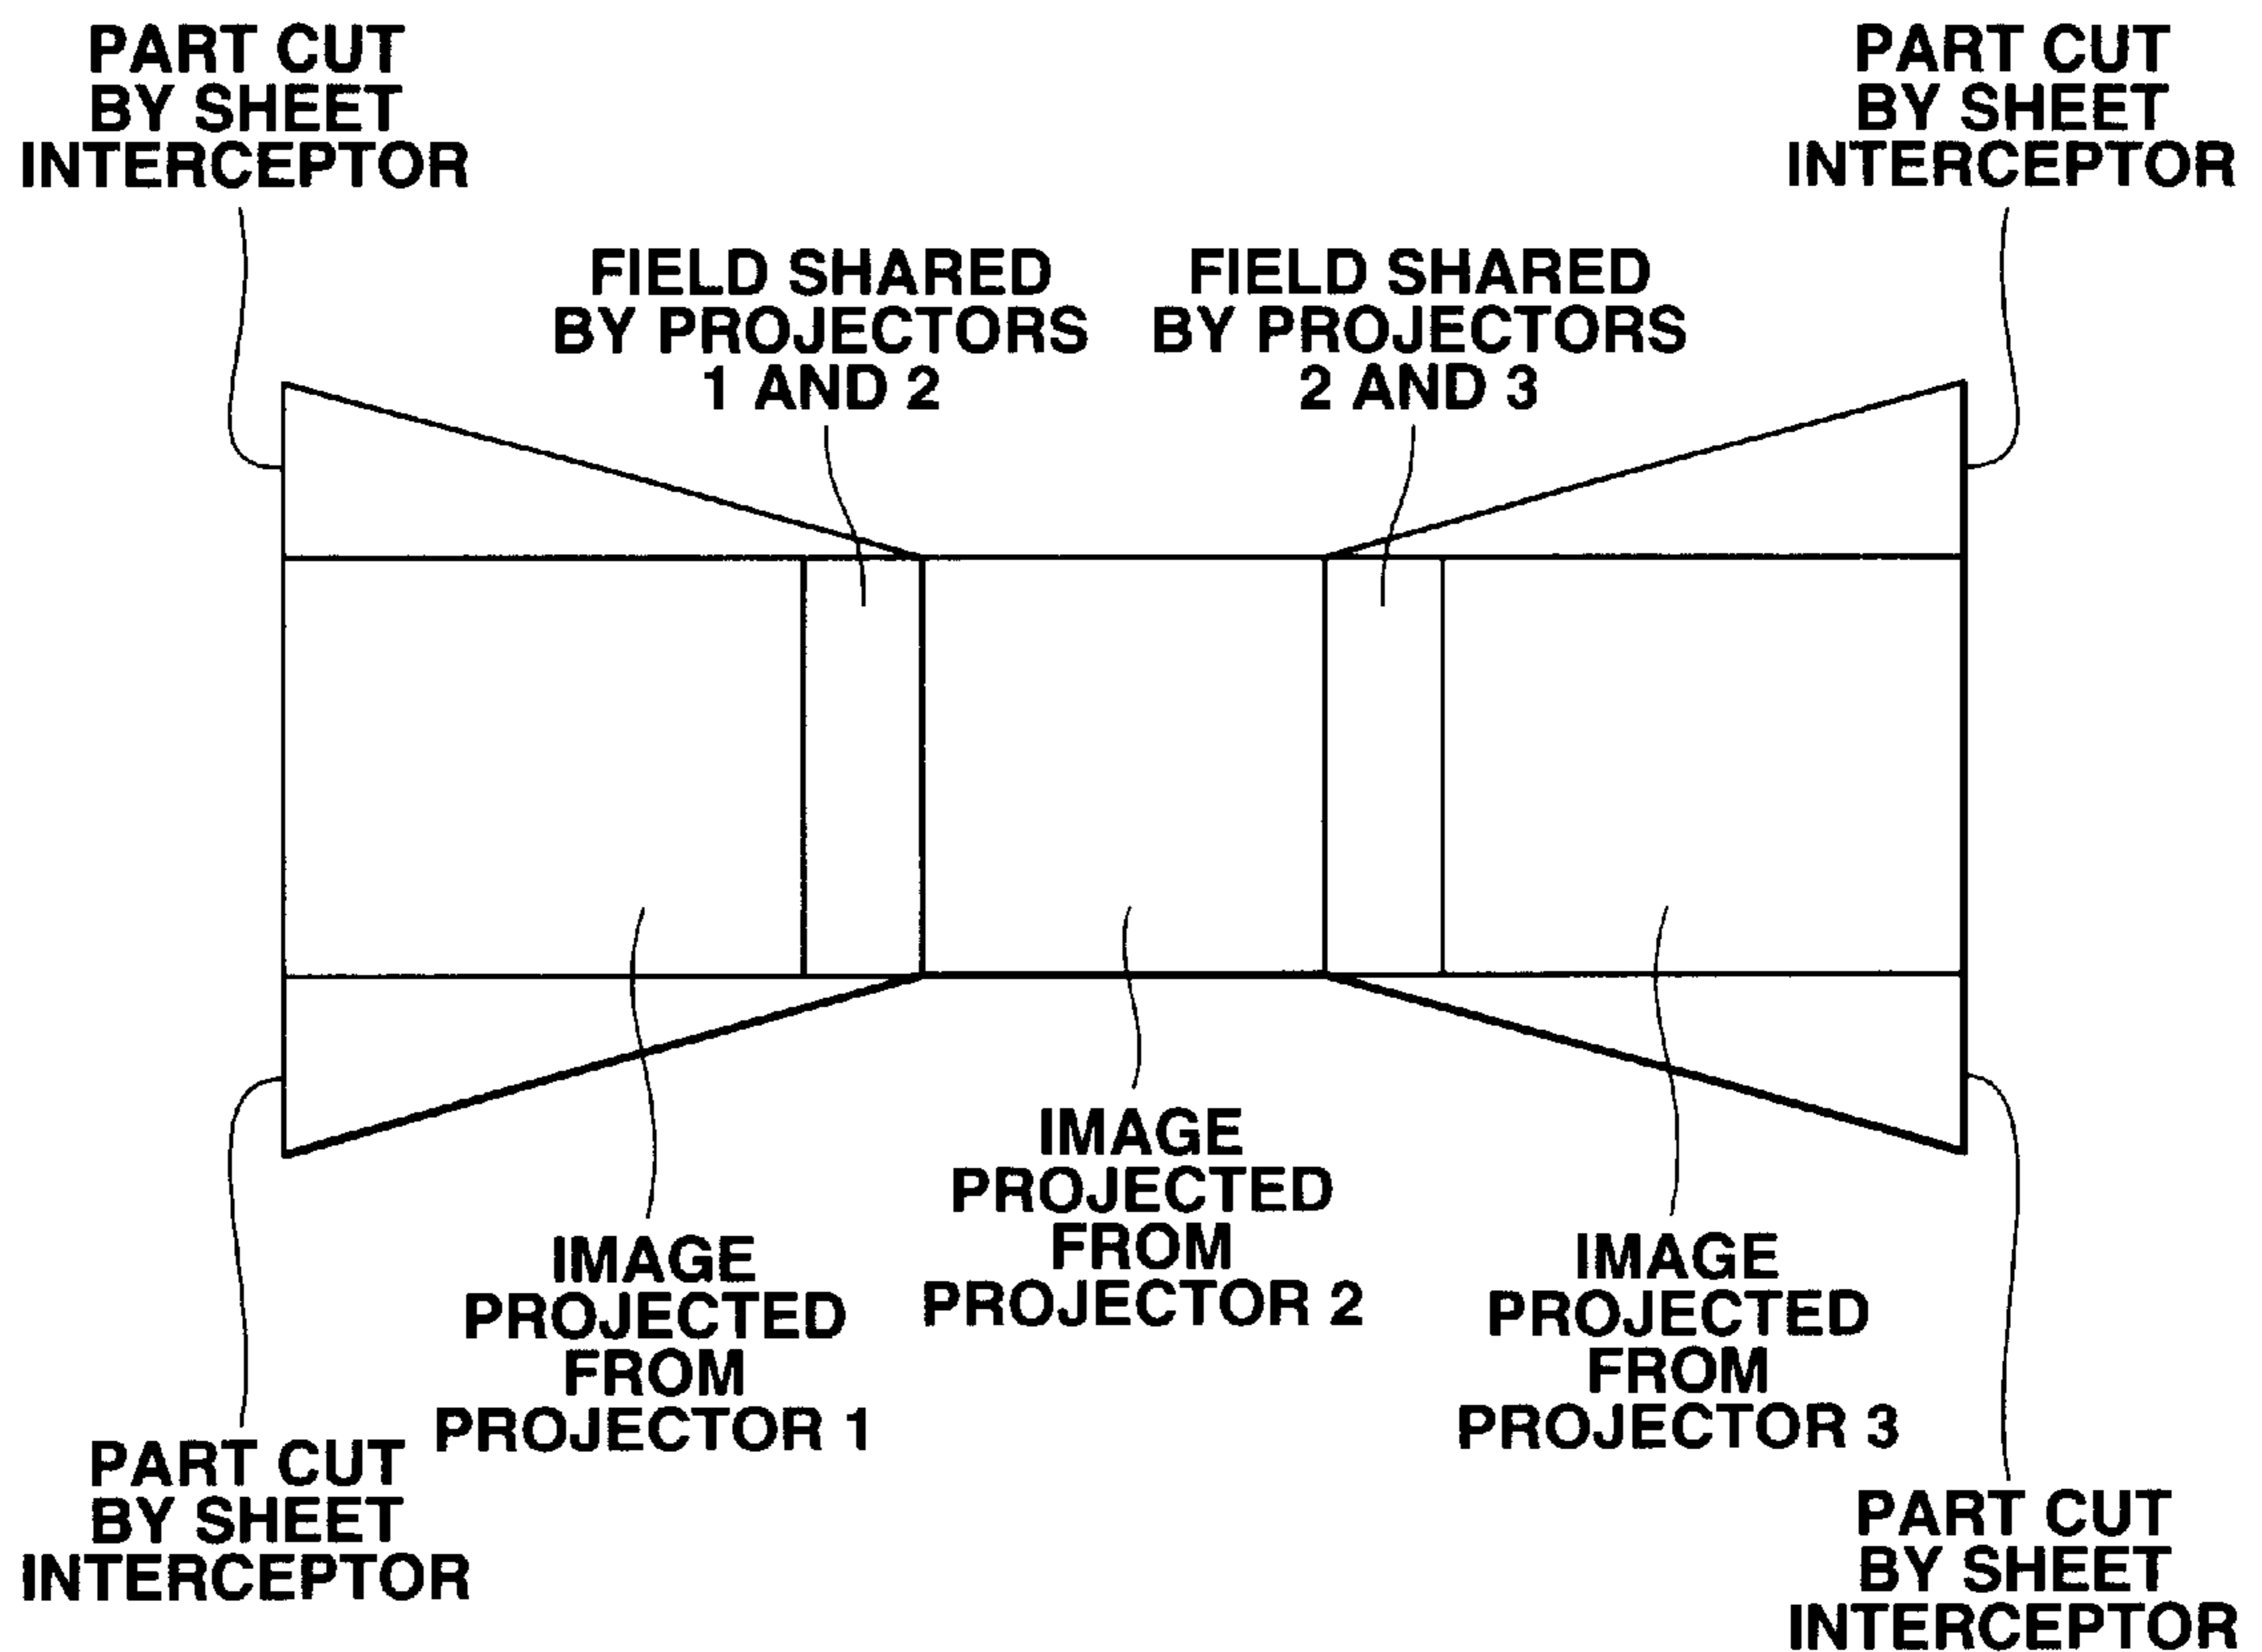 PART CUT
BY SHEET
INTERCEPTOR
PART CUT
BY SHEET
INTERCEPTOR
FIELD SHARED
BY PROJECTORS
1 AND 2
FIELD SHARED
BY PROJECTORS
2 AND 3
IMAGE
PROJECTED
FROM
PROJECTOR 1
IMAGE
PROJECTED
FROM
PROJECTOR 2
IMAGE
PROJECTED
FROM
PROJECTOR 3
PART CUT
BY SHEET
INTERCEPTOR
PART CUT
BY SHEET
INTERCEPTOR